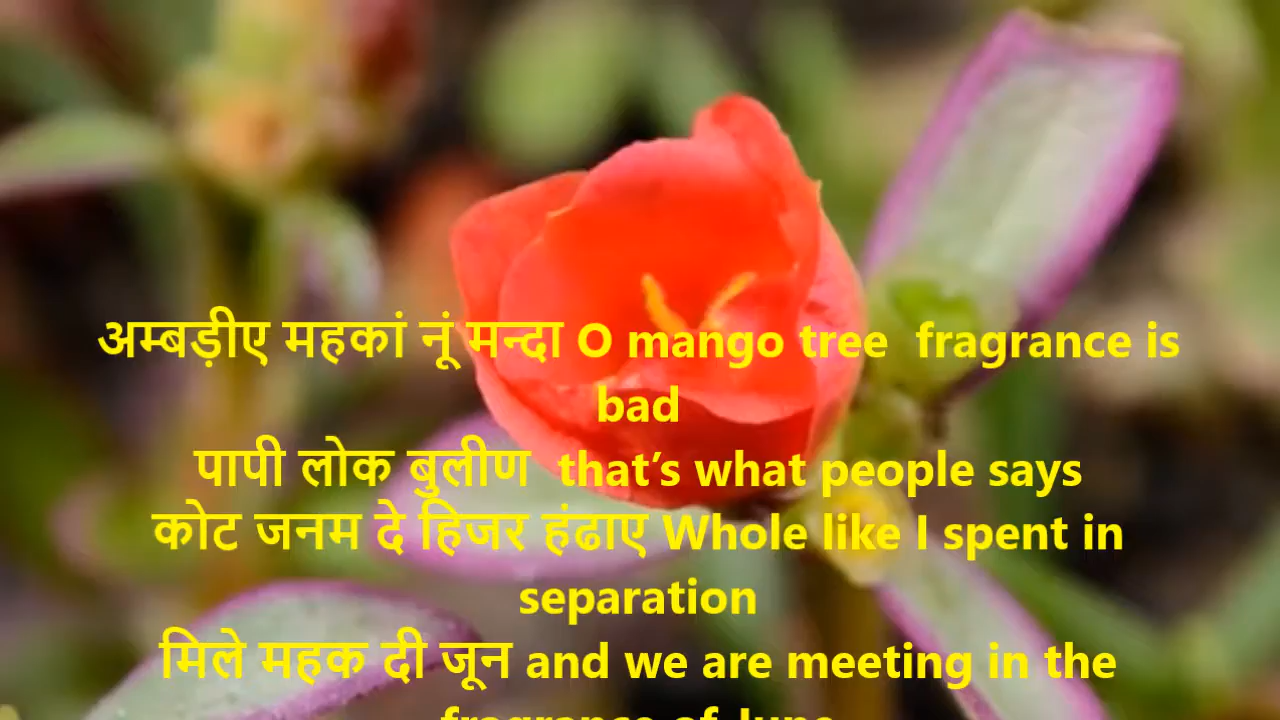 अम्बड़ीए महकां नूं मन्दा O mango tree fragrance is
bad
पापी लोक बुलीण that’s what people says
कोट जनम दे हिजर हंढाए Whole like I spent in
separation
मिले महक दी जून and we are meeting in the
fragrance of June